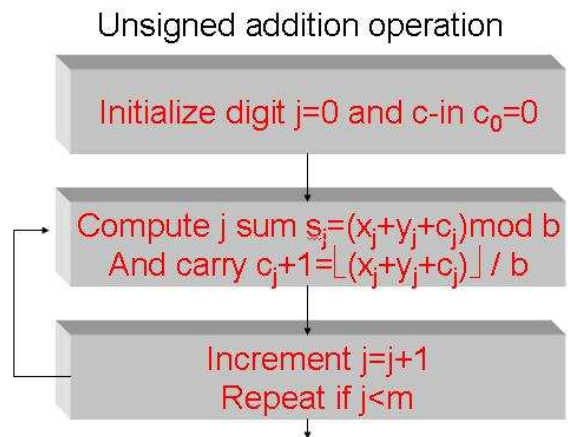 Unsigned addition operation
Initialize digit j=0 and c-in c₀=0
Compute j sum sⱼ=(xⱼ+yⱼ+cⱼ)mod b
And carry cⱼ+1=⌊(xⱼ+yⱼ+cⱼ)⌋ / b
Increment j=j+1
Repeat if j<m